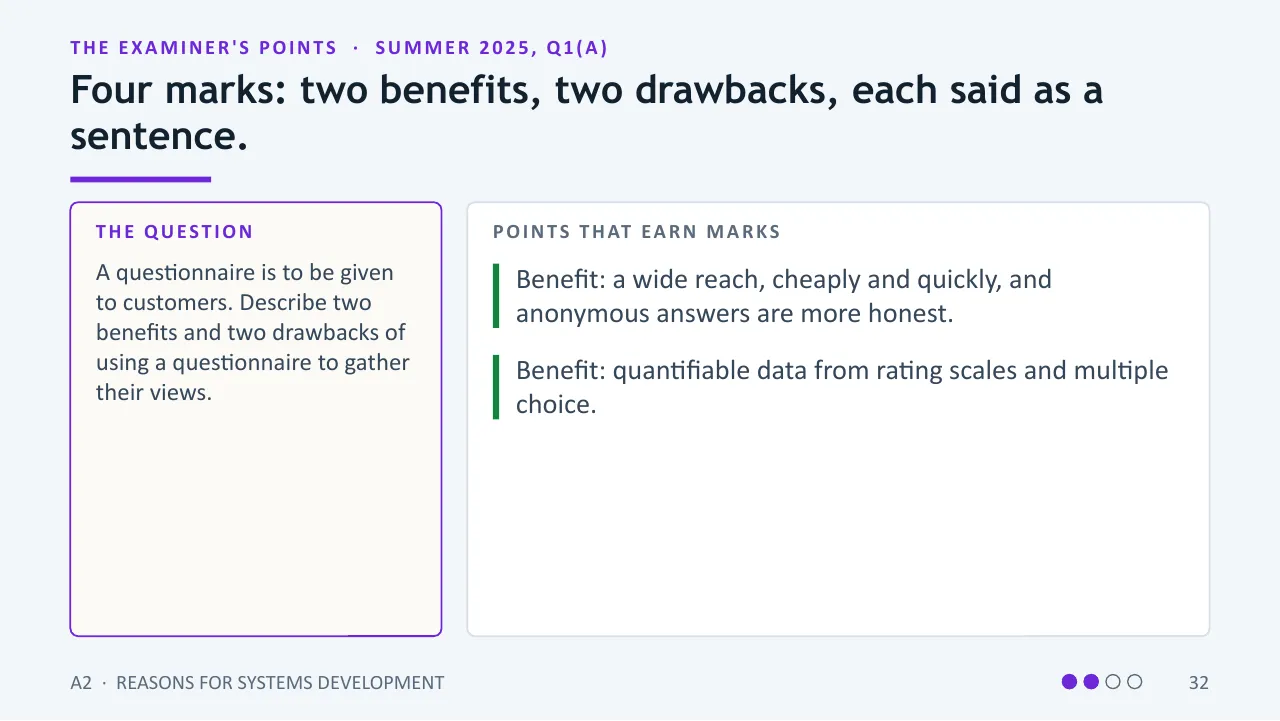 THE EXAMINER'S POINTS · SUMMER 2025, Q1(A)
Four marks: two benefits, two drawbacks, each said as a
sentence.
THE QUESTION
A questionnaire is to be given
to customers. Describe two
benefits and two drawbacks of
using a questionnaire to gather
their views.
POINTS THAT EARN MARKS
Benefit: a wide reach, cheaply and quickly, and
anonymous answers are more honest.
Benefit: quantifiable data from rating scales and multiple
choice.
A2 · REASONS FOR SYSTEMS DEVELOPMENT
32